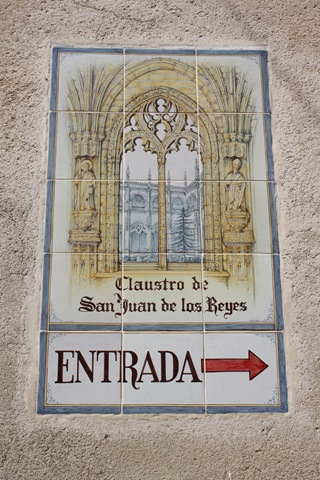 Claustro de
San Juan de los Reyes
ENTRADA